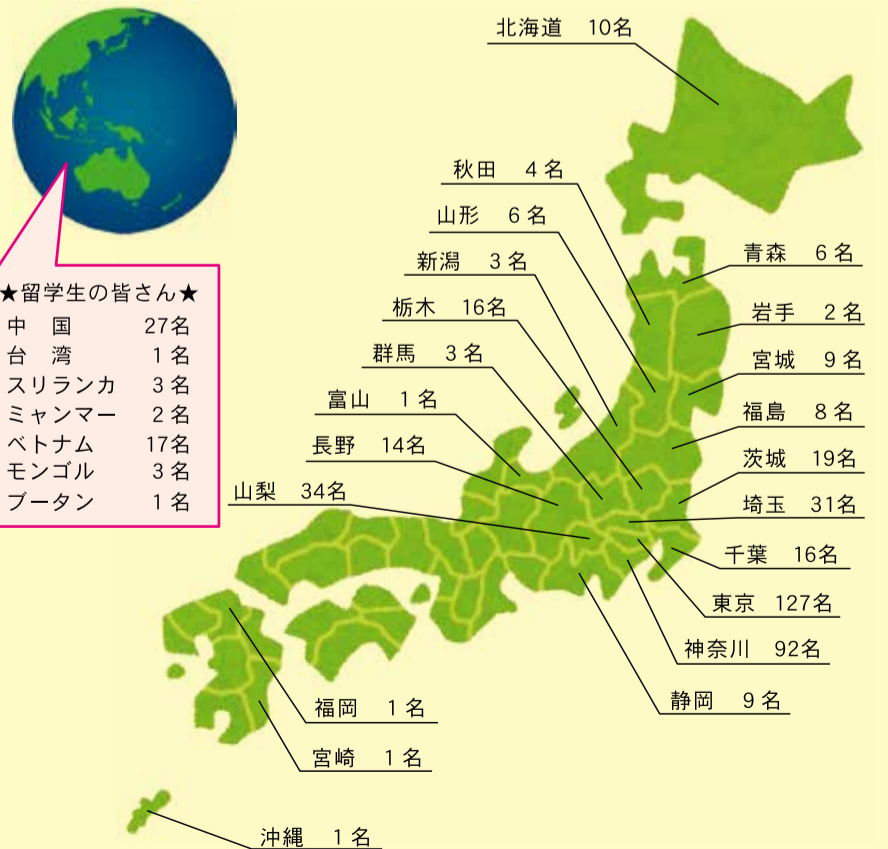 北海道 10名
秋田 4名
山形 6名
新潟 3名
栃木 16名
群馬 3名
富山 1名
長野 14名
山梨 34名
青森 6名
岩手 2名
宮城 9名
福島 8名
茨城 19名
埼玉 31名
千葉 16名
東京 127名
神奈川 92名
静岡 9名
福岡 1名
宮崎 1名
沖縄 1名
★留学生の皆さん★
中国 27名
台湾 1名
スリランカ 3名
ミャンマー 2名
ベトナム 17名
モンゴル 3名
ブータン 1名